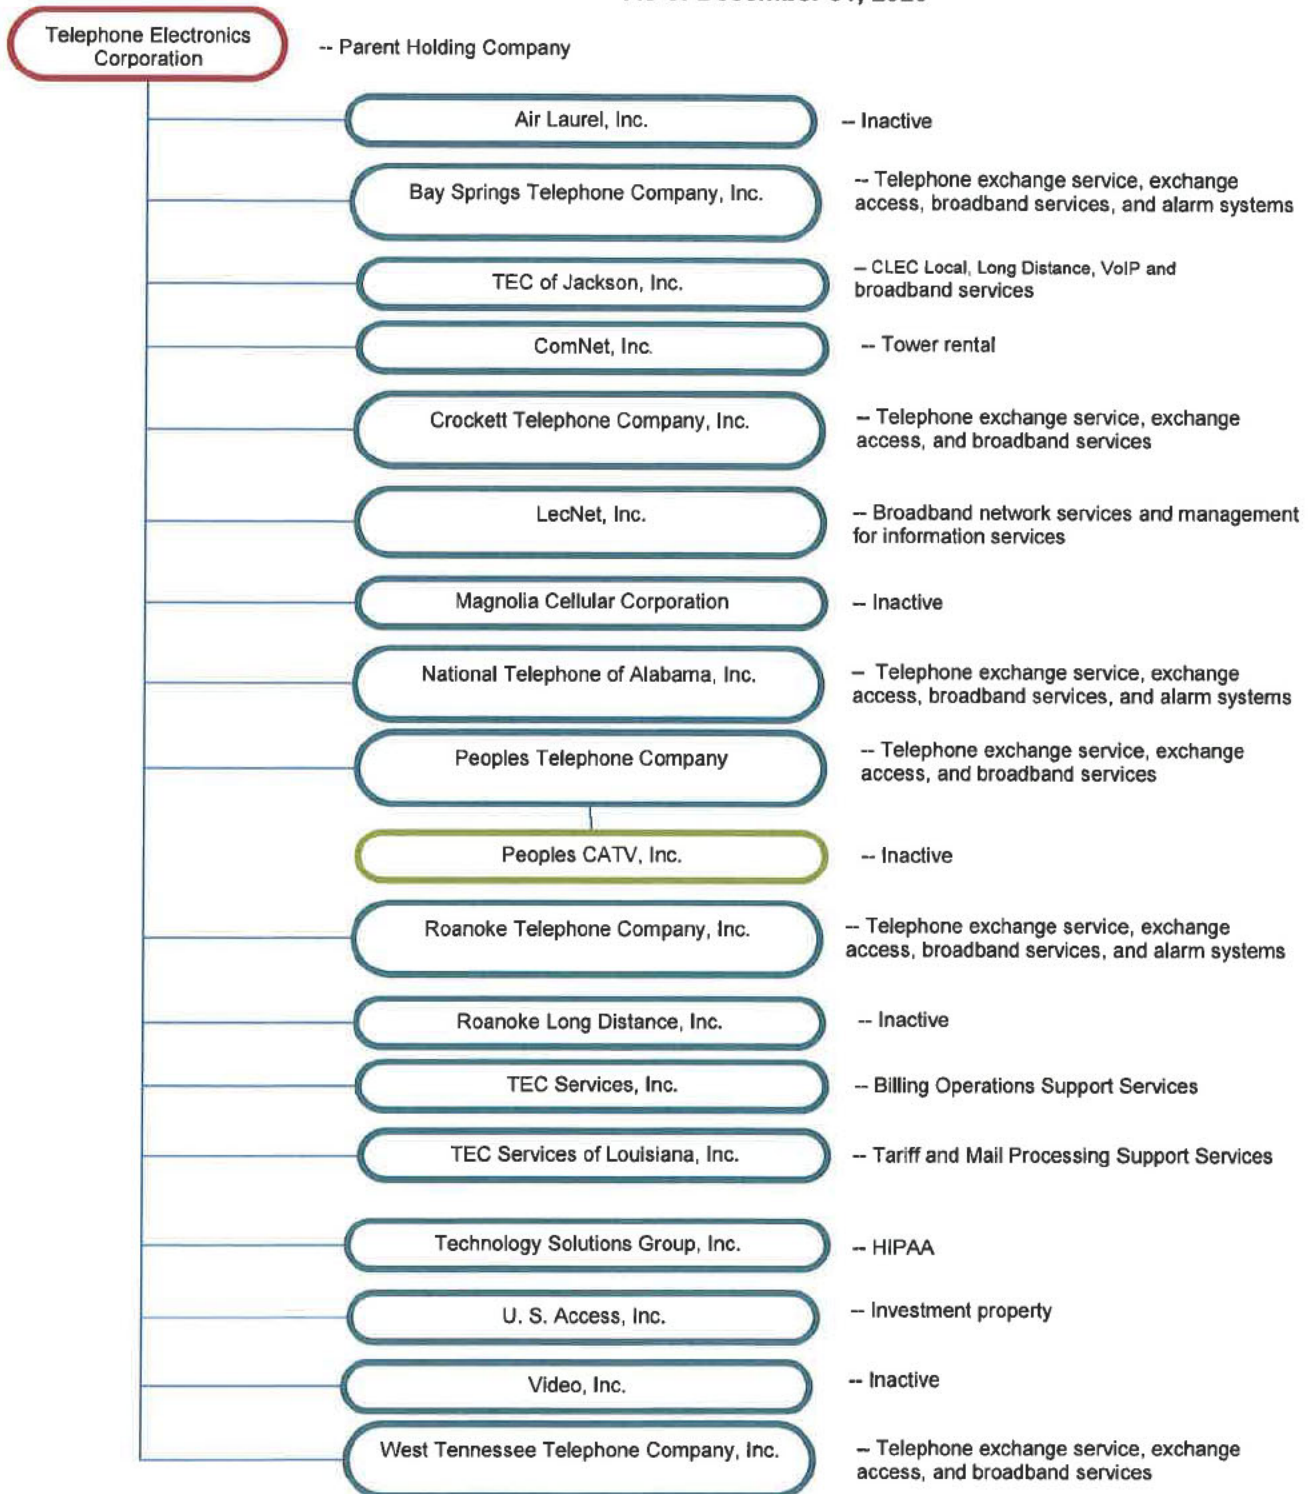 Telephone Electronics
Corporation
-- Parent Holding Company
Air Laurel, Inc.
-- Inactive
Bay Springs Telephone Company, Inc.
-- Telephone exchange service, exchange
access, broadband services, and alarm systems
TEC of Jackson, Inc.
-- CLEC Local, Long Distance, VoIP and
broadband services
ComNet, Inc.
-- Tower rental
Crockett Telephone Company, Inc.
-- Telephone exchange service, exchange
access, and broadband services
LecNet, Inc.
-- Broadband network services and management
for information services
Magnolia Cellular Corporation
-- Inactive
National Telephone of Alabama, Inc.
-- Telephone exchange service, exchange
access, broadband services, and alarm systems
Peoples Telephone Company
-- Telephone exchange service, exchange
access, and broadband services
Peoples CATV, Inc.
-- Inactive
Roanoke Telephone Company, Inc.
-- Telephone exchange service, exchange
access, broadband services, and alarm systems
Roanoke Long Distance, Inc.
-- Inactive
TEC Services, Inc.
-- Billing Operations Support Services
TEC Services of Louisiana, Inc.
-- Tariff and Mail Processing Support Services
Technology Solutions Group, Inc.
-- HIPAA
U. S. Access, Inc.
-- Investment property
Video, Inc.
-- Inactive
West Tennessee Telephone Company, Inc.
-- Telephone exchange service, exchange
access, and broadband services